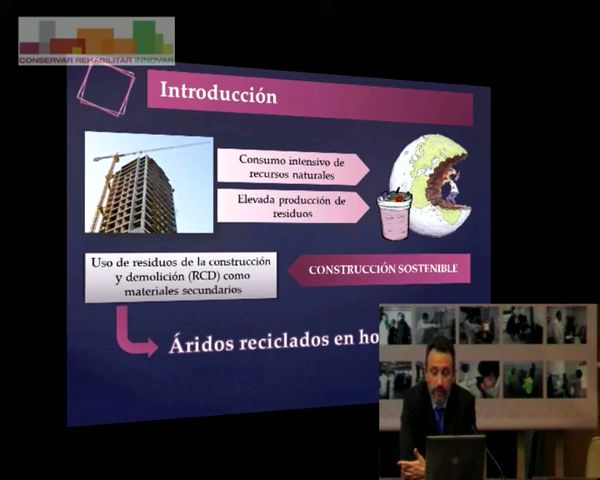 CONSERVAR REHABILITAR INNOVAR
Introducción
Consumo intensivo de
recursos naturales
Elevada producción de
residuos
Uso de residuos de la construcción
y demolición (RCD) como
materiales secundarios
CONSTRUCCIÓN SOSTENIBLE
Áridos reciclados en ho